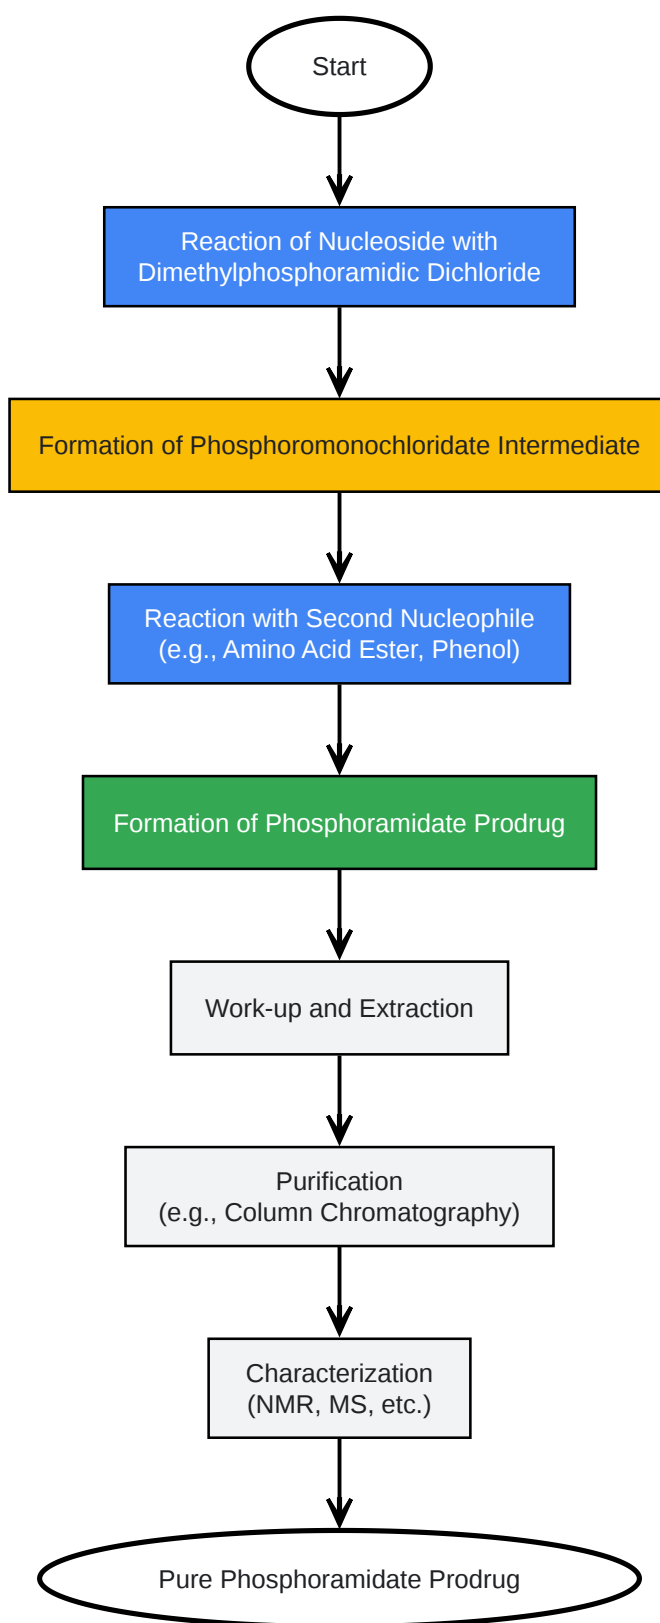 Start
Reaction of Nucleoside with
Dimethylphosphoramidic Dichloride
Formation of Phosphoromonochloridate Intermediate
Reaction with Second Nucleophile
(e.g., Amino Acid Ester, Phenol)
Formation of Phosphoramidate Prodrug
Work-up and Extraction
Purification
(e.g., Column Chromatography)
Characterization
(NMR, MS, etc.)
Pure Phosphoramidate Prodrug